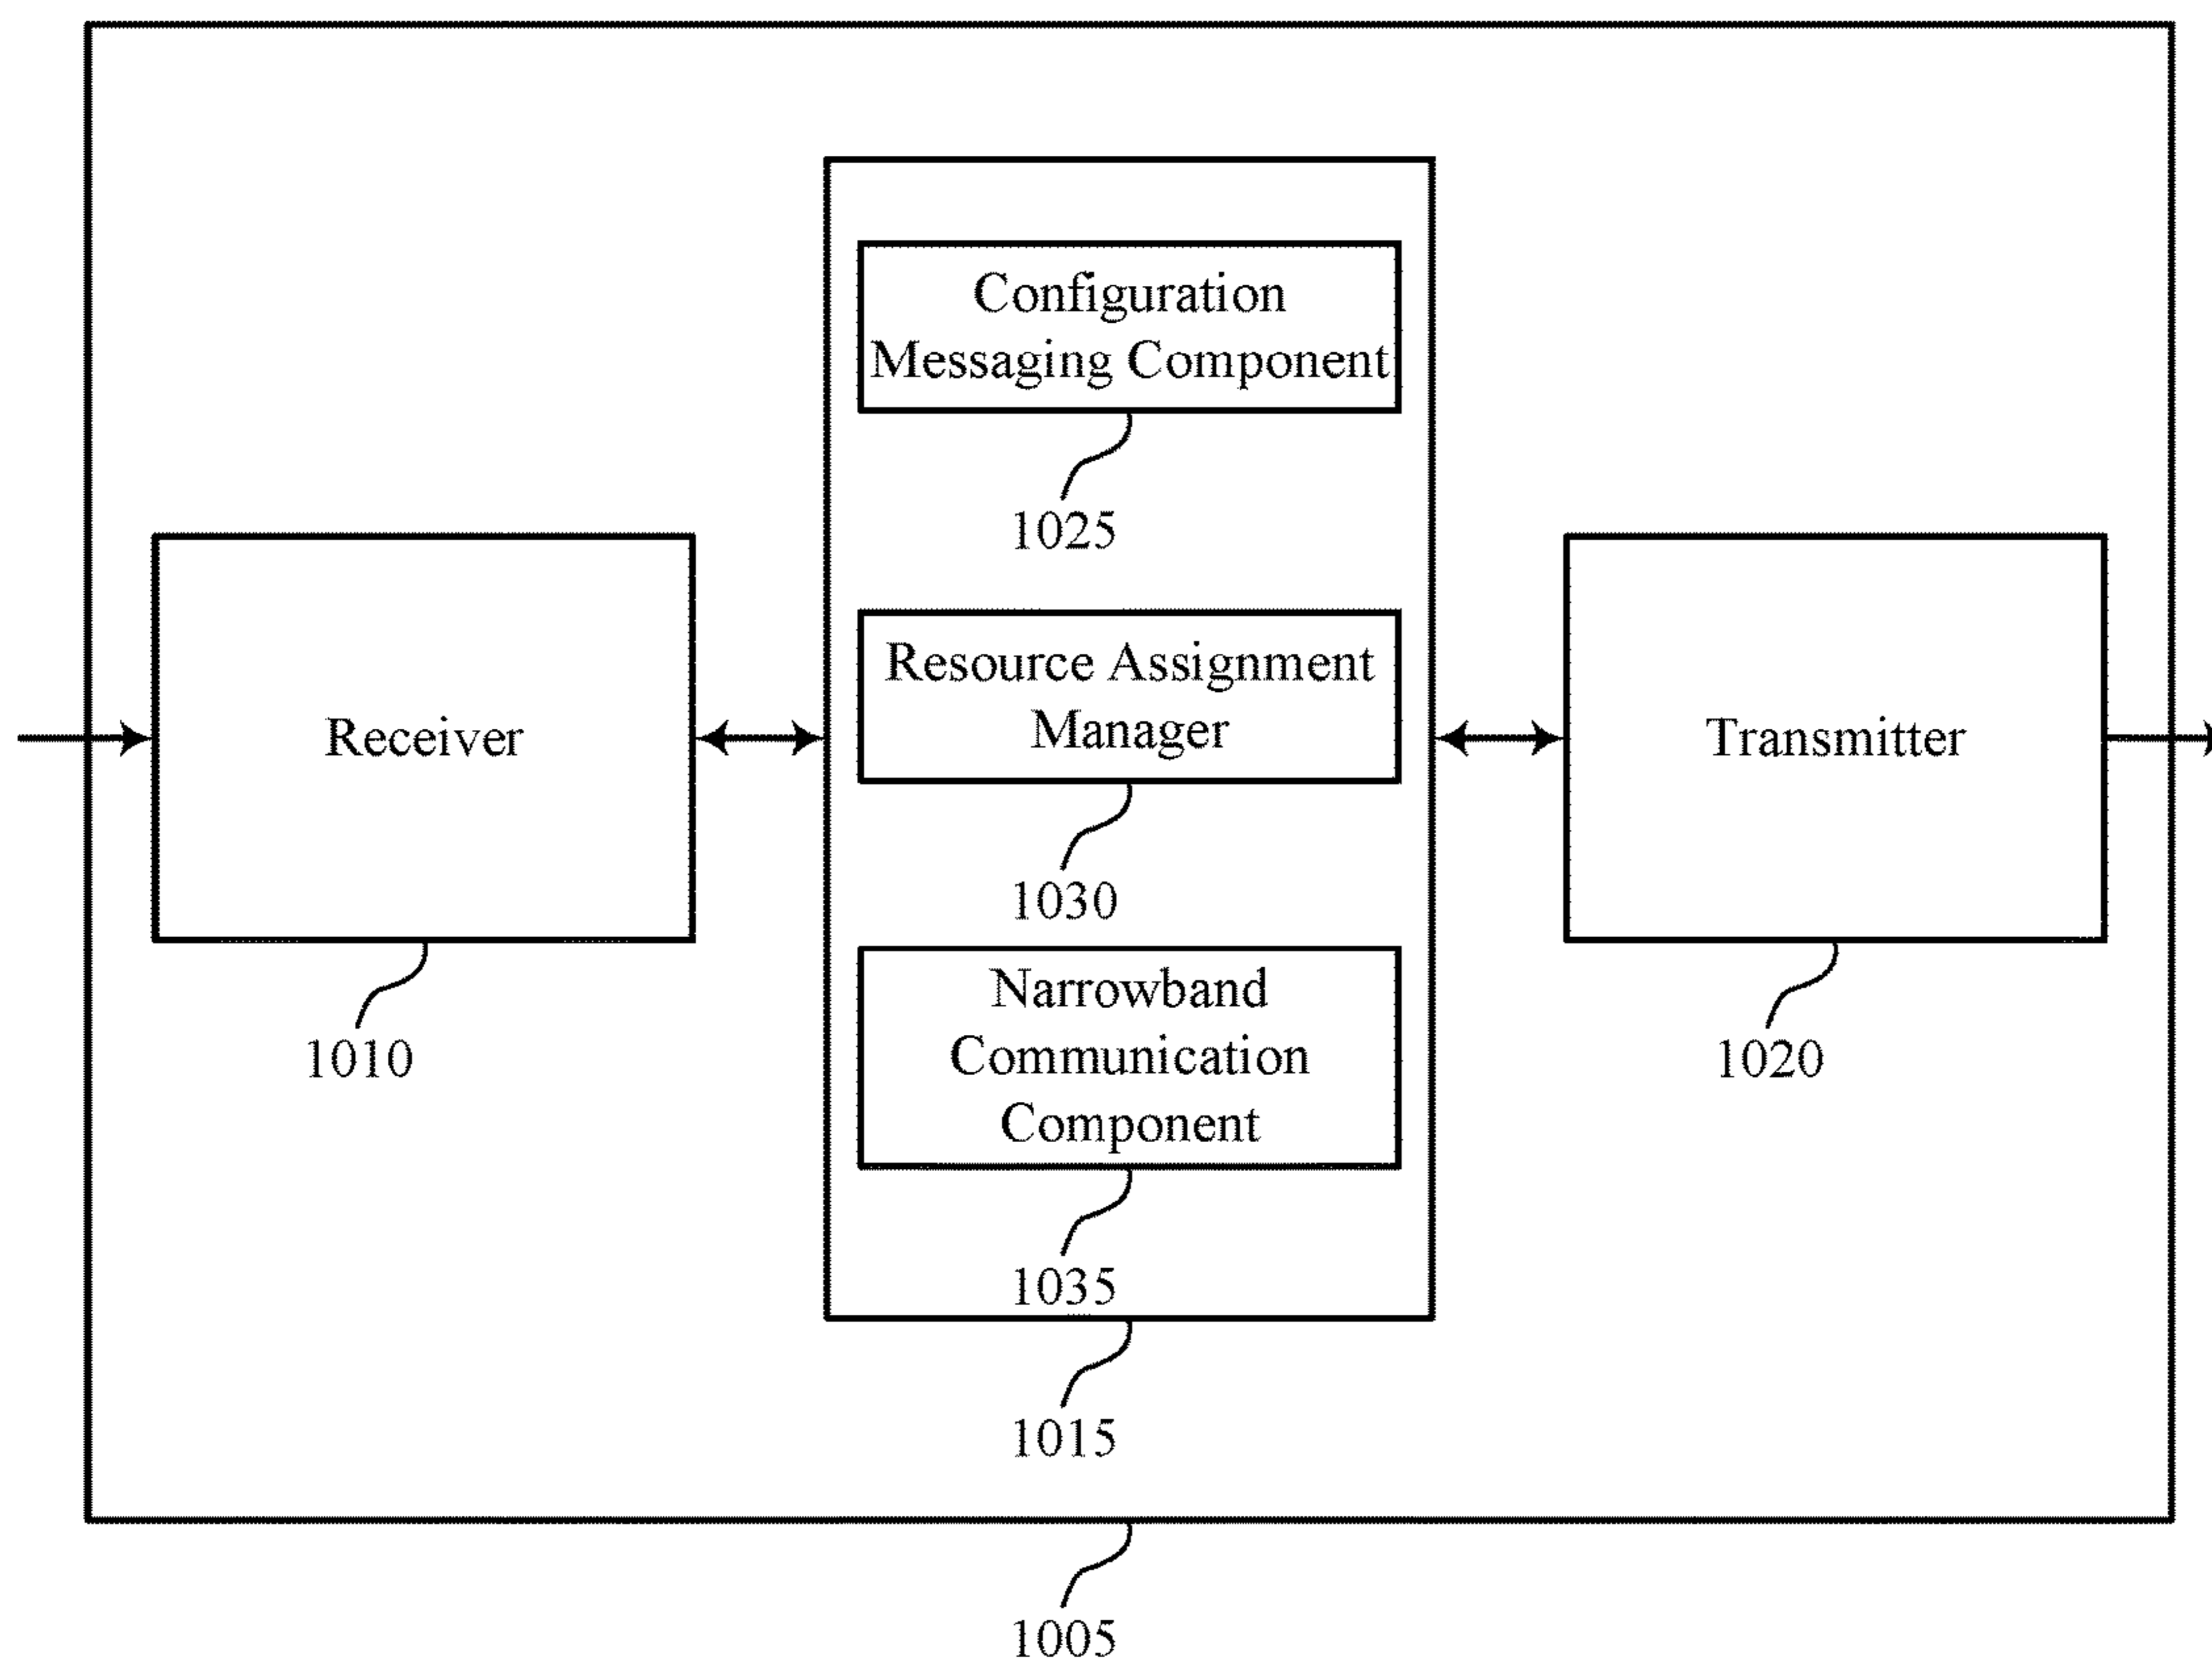 Configuration
Messaging Component
1025
Receiver
1010
Resource Assignment
Manager
1030
Narrowband
Communication
Component
1035
1015
Transmitter
1020
1005